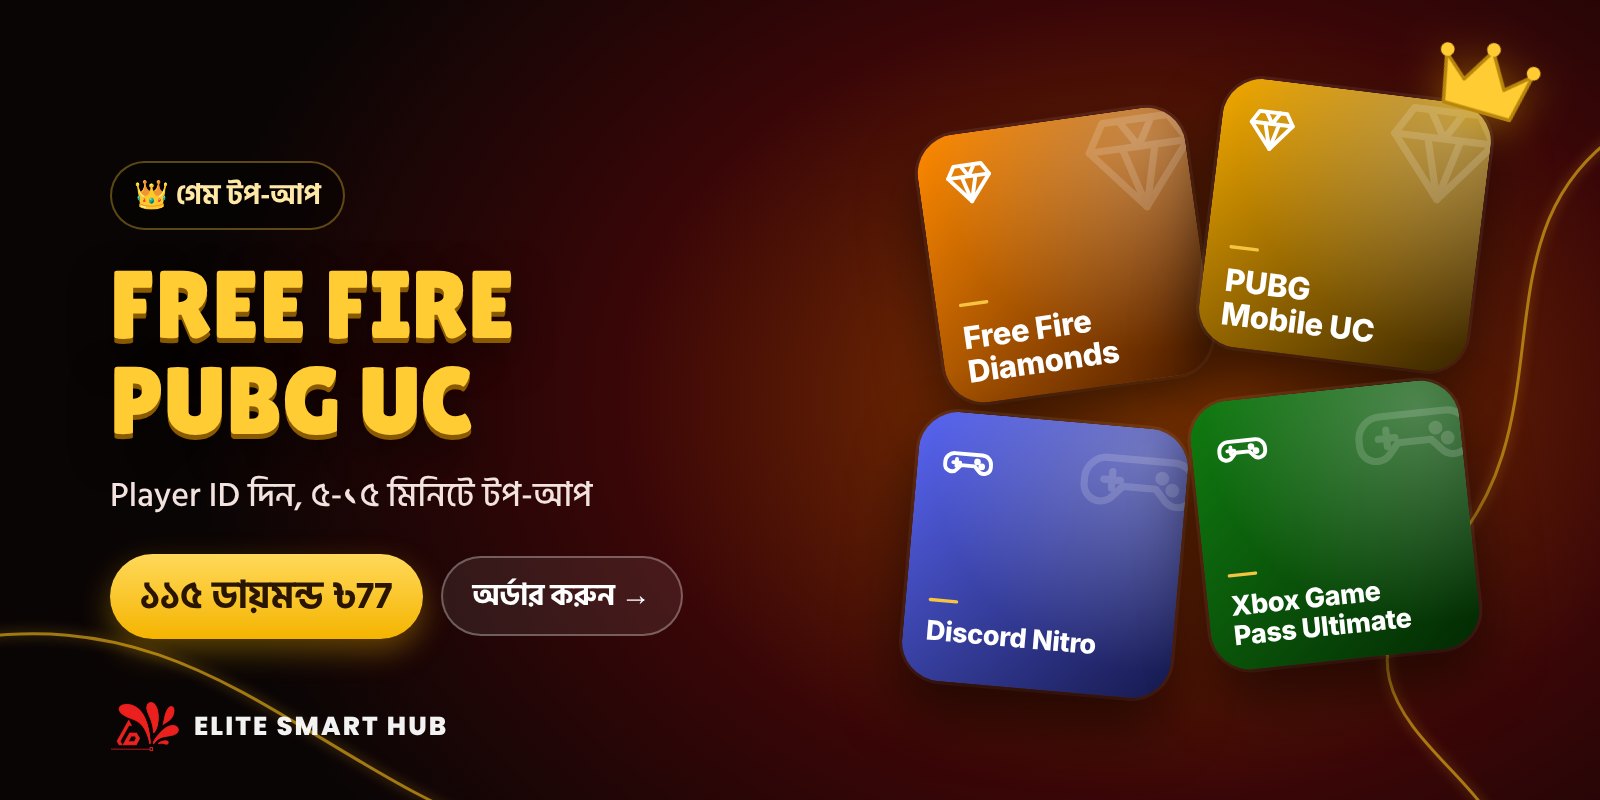 👑 গেম টপ-আপ
FREE FIRE
PUBG UC
Player ID দিন, ৫-১৫ মিনিটে টপ-আপ
১১৫ ডায়মন্ড ৳77
অর্ডার করুন →
ELITE SMART HUB
Free Fire
Diamonds
PUBG
Mobile UC
Discord Nitro
Xbox Game
Pass Ultimate